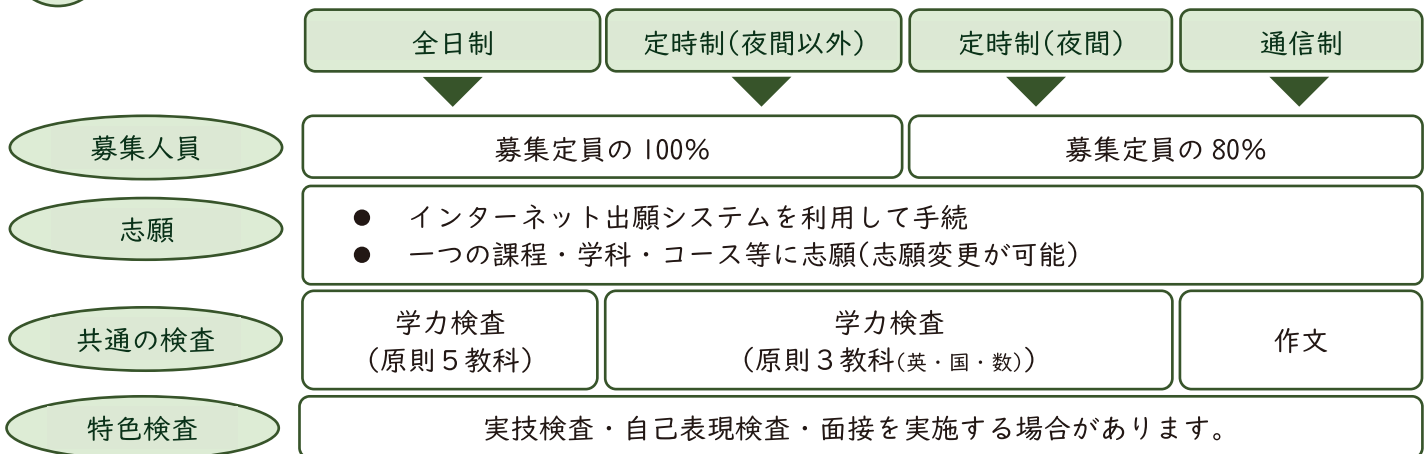 全日制
定時制(夜間以外)
定時制(夜間)
通信制
募集人員
募集定員の 100%
募集定員の 80%
志願
● インターネット出願システムを利用して手続
● 一つの課程・学科・コース等に志願(志願変更が可能)
共通の検査
学力検査
(原則5教科)
学力検査
(原則3教科(英・国・数))
作文
特色検査
実技検査・自己表現検査・面接を実施する場合があります。